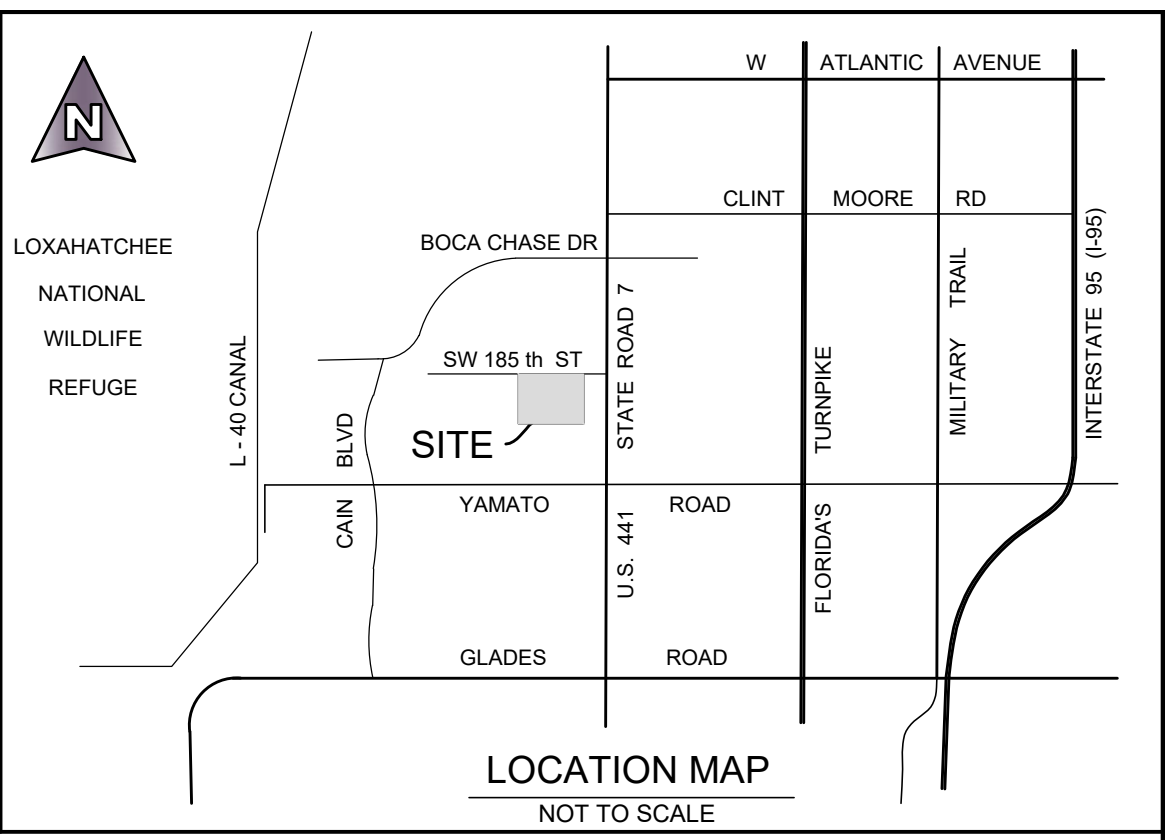 W ATLANTIC AVENUE
N
CLINT MOORE RD
BOCA CHASE DR
LOXAHATCHEE
NATIONAL
WILDLIFE
REFUGE
L - 40 CANAL
CAIN BLVD
SW 185 th ST
SITE
STATE ROAD 7
U.S. 441
FLORIDA'S TURNPIKE
MILITARY TRAIL
INTERSTATE 95 (I-95)
YAMATO ROAD
GLADES ROAD
LOCATION MAP
NOT TO SCALE